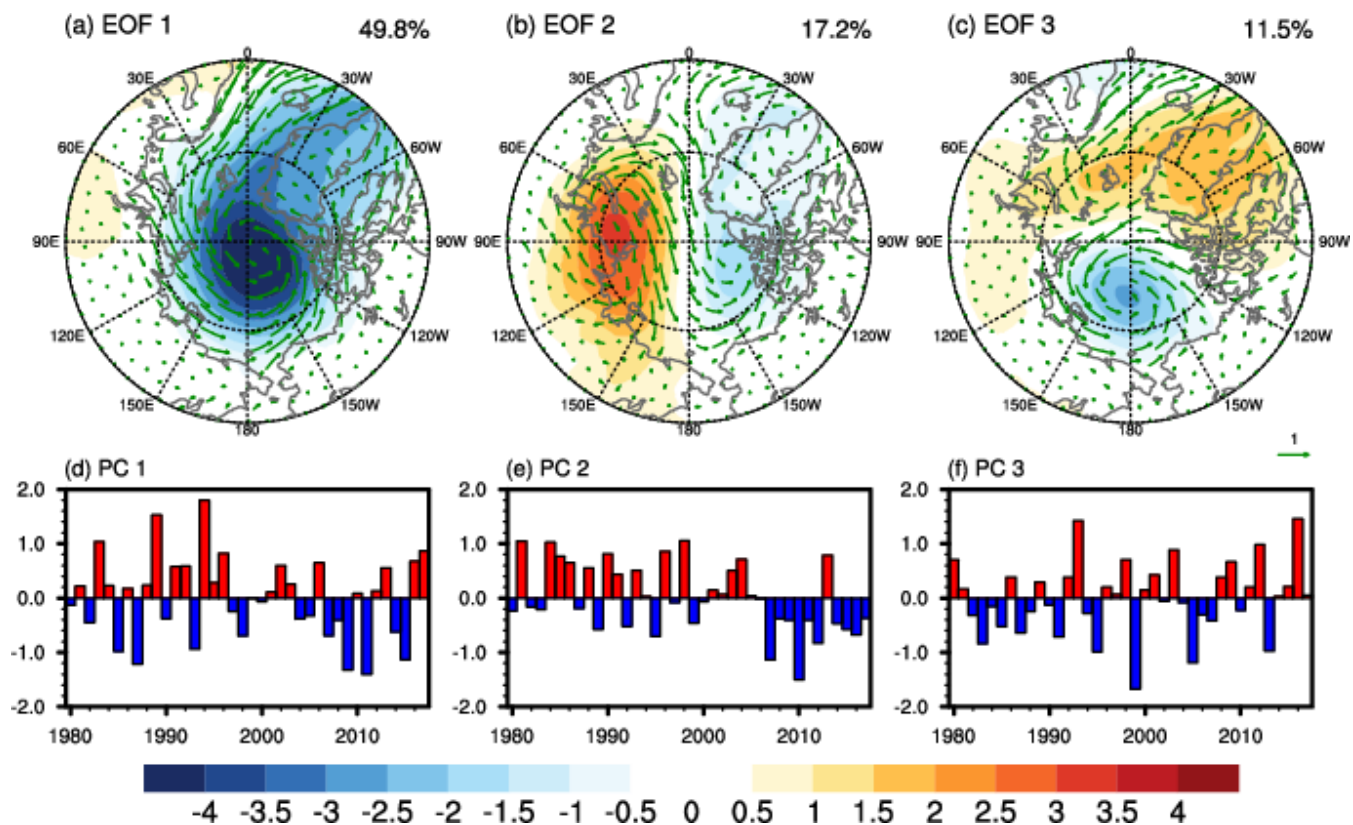 (a) EOF 1 49.8% (b) EOF 2 17.2% (c) EOF 3 11.5%
0 0 0
30E 30W 30E 30W 30E 30W
60E 60W 60E 60W 60E 60W
90E 90W 90E 90W 90E 90W
120E 120W 120E 120W 120E 120W
150E 150W 150E 150W 150E 150W
180 180 180
1
(d) PC 1 (e) PC 2 (f) PC 3
2.0 2.0 2.0
1.0 1.0 1.0
0.0 0.0 0.0
-1.0 -1.0 -1.0
-2.0 -2.0 -2.0
1980 1990 2000 2010 1980 1990 2000 2010 1980 1990 2000 2010
-4 -3.5 -3 -2.5 -2 -1.5 -1 -0.5 0 0.5 1 1.5 2 2.5 3 3.5 4